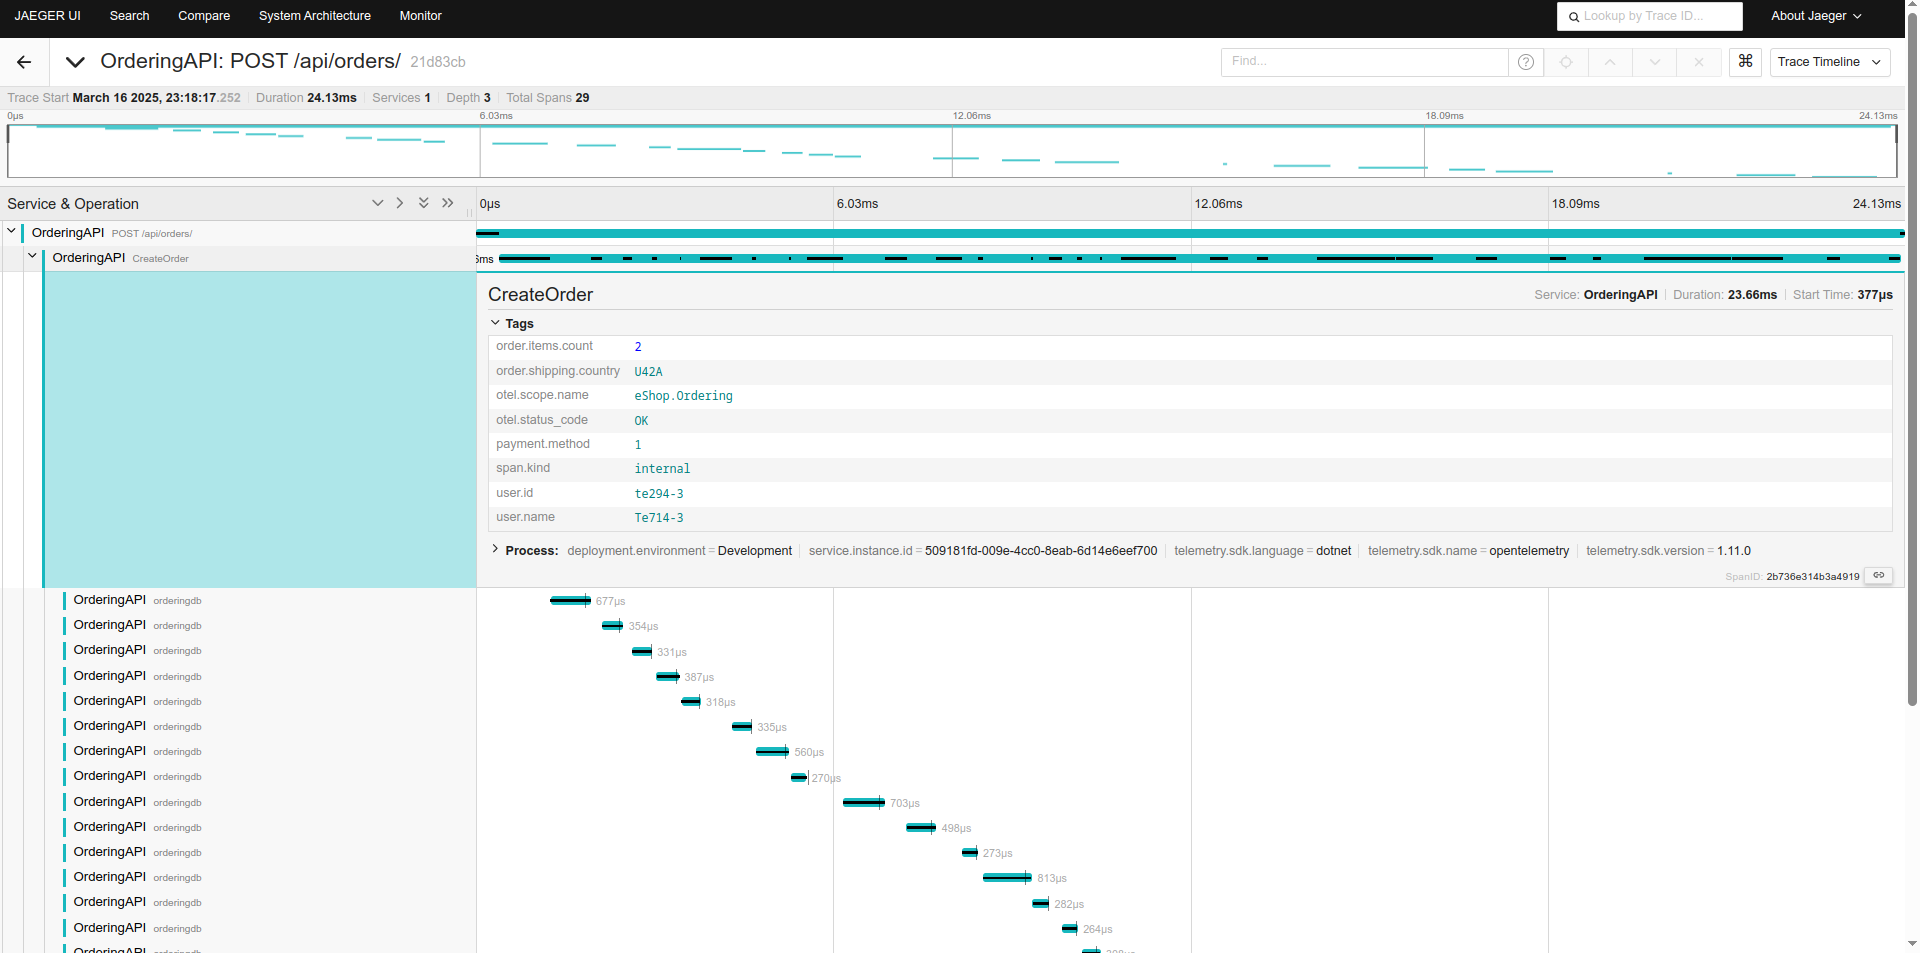 JAEGER UI Search Compare System Architecture Monitor Lookup by Trace ID... About Jaeger
OrderingAPI: POST /api/orders/ 21d83cb Find... ? ⌘ Trace Timeline
Trace Start March 16 2025, 23:18:17.252 Duration 24.13ms Services 1 Depth 3 Total Spans 29
0μs 6.03ms 12.06ms 18.09ms 24.13ms
Service & Operation 0μs 6.03ms 12.06ms 18.09ms 24.13ms
OrderingAPI POST /api/orders/
OrderingAPI CreateOrder ms
CreateOrder Service: OrderingAPI Duration: 23.66ms Start Time: 377μs
Tags
order.items.count 2
order.shipping.country U42A
otel.scope.name eShop.Ordering
otel.status_code OK
payment.method 1
span.kind internal
user.id te294-3
user.name Te714-3
Process: deployment.environment = Development service.instance.id = 509181fd-009e-4cc0-8eab-6d14e6eef700 telemetry.sdk.language = dotnet telemetry.sdk.name = opentelemetry telemetry.sdk.version = 1.11.0
SpanID: 2b736e314b3a4919
OrderingAPI orderingdb 677μs
OrderingAPI orderingdb 354μs
OrderingAPI orderingdb 331μs
OrderingAPI orderingdb 387μs
OrderingAPI orderingdb 318μs
OrderingAPI orderingdb 335μs
OrderingAPI orderingdb 560μs
OrderingAPI orderingdb 270μs
OrderingAPI orderingdb 703μs
OrderingAPI orderingdb 498μs
OrderingAPI orderingdb 273μs
OrderingAPI orderingdb 813μs
OrderingAPI orderingdb 282μs
OrderingAPI orderingdb 264μs
OrderingAPI orderingdb